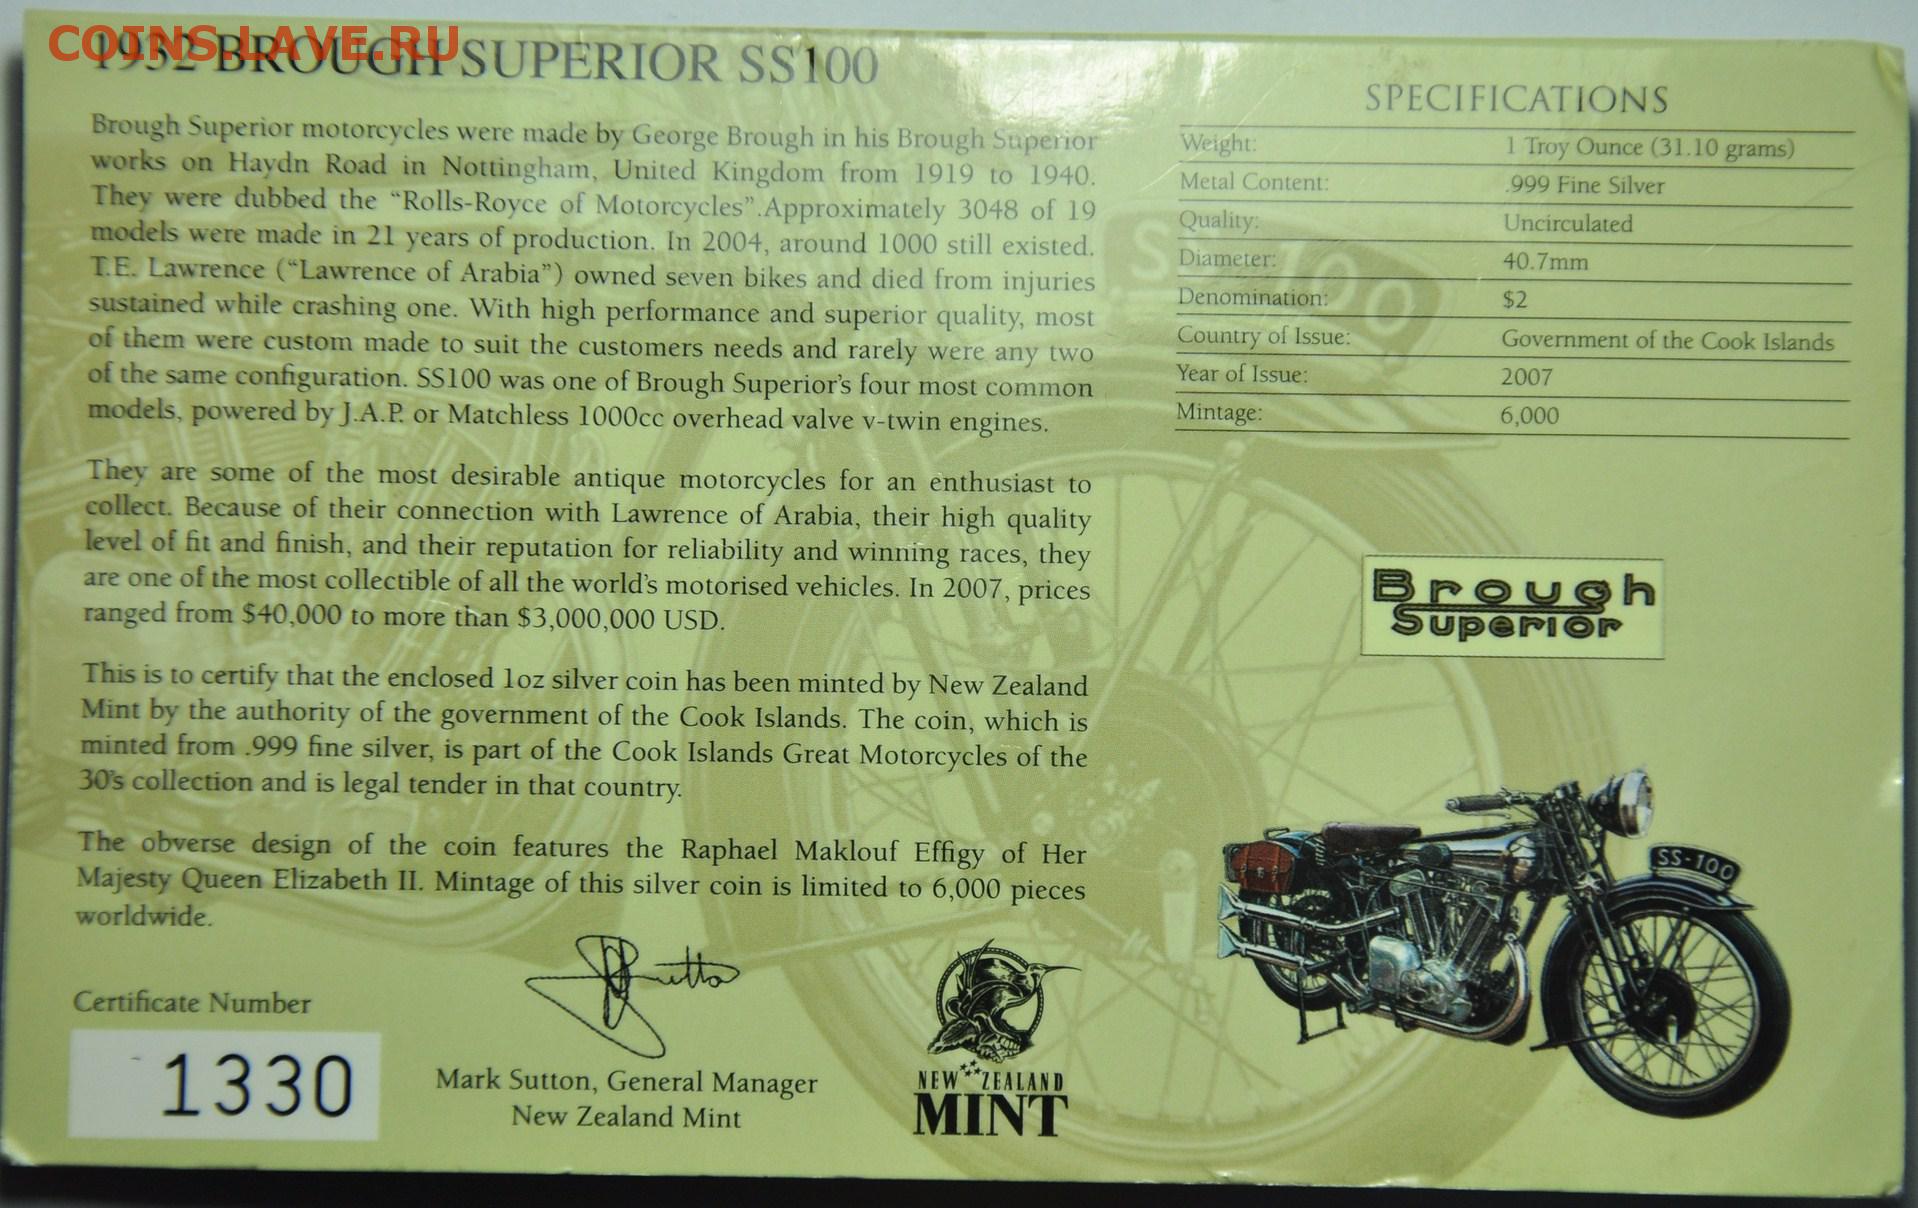 COINS.LAVE.RU
1932 BROUGH SUPERIOR SS100
Brough Superior motorcycles were made by George Brough in his Brough Superior
works on Haydn Road in Nottingham, United Kingdom from 1919 to 1940.
They were dubbed the “Rolls-Royce of Motorcycles”.Approximately 3048 of 19
models were made in 21 years of production. In 2004, around 1000 still existed.
T.E. Lawrence (“Lawrence of Arabia”) owned seven bikes and died from injuries
sustained while crashing one. With high performance and superior quality, most
of them were custom made to suit the customers needs and rarely were any two
of the same configuration. SS100 was one of Brough Superior’s four most common
models, powered by J.A.P. or Matchless 1000cc overhead valve v-twin engines.
They are some of the most desirable antique motorcycles for an enthusiast to
collect. Because of their connection with Lawrence of Arabia, their high quality
level of fit and finish, and their reputation for reliability and winning races, they
are one of the most collectible of all the world’s motorised vehicles. In 2007, prices
ranged from $40,000 to more than $3,000,000 USD.
This is to certify that the enclosed 1oz silver coin has been minted by New Zealand
Mint by the authority of the government of the Cook Islands. The coin, which is
minted from .999 fine silver, is part of the Cook Islands Great Motorcycles of the
30’s collection and is legal tender in that country.
The obverse design of the coin features the Raphael Maklouf Effigy of Her
Majesty Queen Elizabeth II. Mintage of this silver coin is limited to 6,000 pieces
worldwide.
Certificate Number
1330
Mark Sutton, General Manager
New Zealand Mint
NEW ZEALAND
MINT
SPECIFICATIONS
Weight: 1 Troy Ounce (31.10 grams)
Metal Content: .999 Fine Silver
Quality: Uncirculated
Diameter: 40.7mm
Denomination: $2
Country of Issue: Government of the Cook Islands
Year of Issue: 2007
Mintage: 6,000
Brough
Superior
SS-100